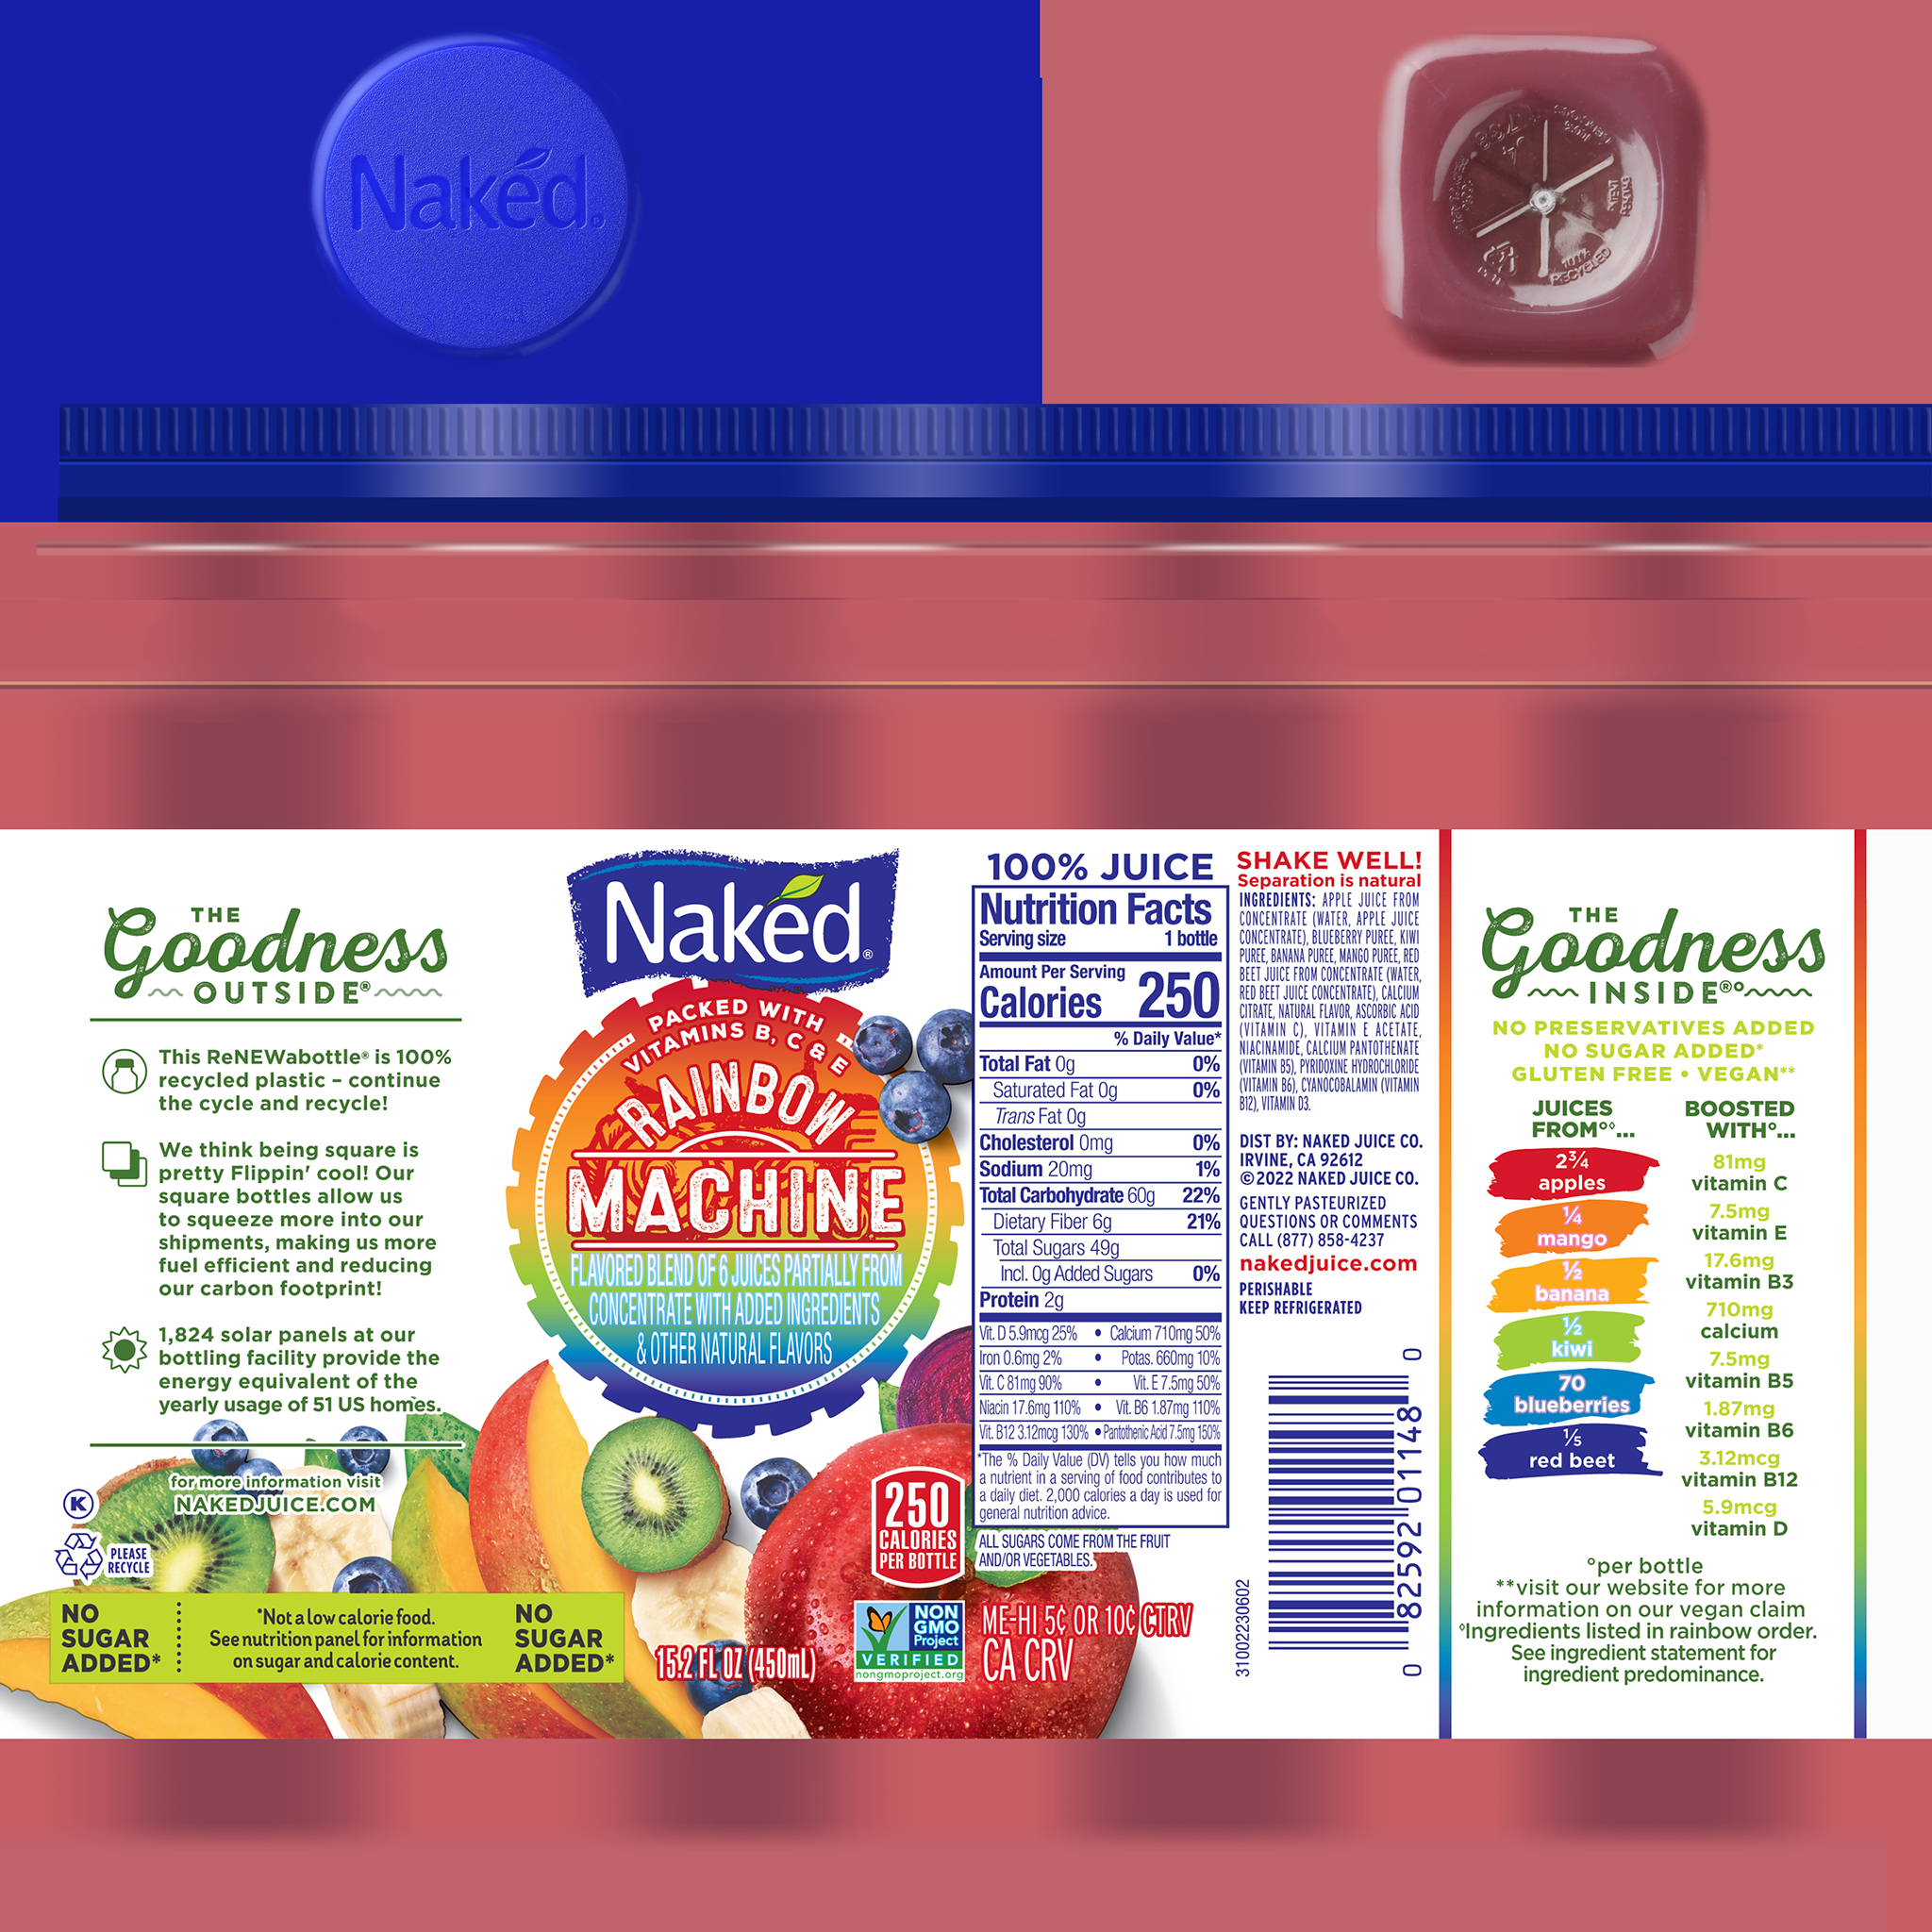 Naked®
100%
RECYCLED
PATENT
PENDING
THE
Goodness
OUTSIDE®
This ReNEWabottle® is 100%
recycled plastic – continue
the cycle and recycle!
We think being square is
pretty Flippin' cool! Our
square bottles allow us
to squeeze more into our
shipments, making us more
fuel efficient and reducing
our carbon footprint!
1,824 solar panels at our
bottling facility provide the
energy equivalent of the
yearly usage of 51 US homes.
for more information visit
NAKEDJUICE.COM
K
PLEASE
RECYCLE
NO
SUGAR
ADDED*
*Not a low calorie food.
See nutrition panel for information
on sugar and calorie content.
NO
SUGAR
ADDED*
Naked®
PACKED WITH
VITAMINS B, C & E
RAINBOW
MACHINE
FLAVORED BLEND OF 6 JUICES PARTIALLY FROM
CONCENTRATE WITH ADDED INGREDIENTS
& OTHER NATURAL FLAVORS
250
CALORIES
PER BOTTLE
15.2 FL OZ (450mL)
NON
GMO
Project
VERIFIED
nongmoproject.org
100% JUICE
Nutrition Facts
Serving size 1 bottle
Amount Per Serving
Calories 250
% Daily Value*
Total Fat 0g 0%
Saturated Fat 0g 0%
Trans Fat 0g
Cholesterol 0mg 0%
Sodium 20mg 1%
Total Carbohydrate 60g 22%
Dietary Fiber 6g 21%
Total Sugars 49g
Incl. 0g Added Sugars 0%
Protein 2g
Vit. D 5.9mcg 25% • Calcium 710mg 50%
Iron 0.6mg 2% • Potas. 660mg 10%
Vit. C 81mg 90% • Vit. E 7.5mg 50%
Niacin 17.6mg 110% • Vit. B6 1.87mg 110%
Vit. B12 3.12mcg 130% • Pantothenic Acid 7.5mg 150%
*The % Daily Value (DV) tells you how much
a nutrient in a serving of food contributes to
a daily diet. 2,000 calories a day is used for
general nutrition advice.
ALL SUGARS COME FROM THE FRUIT
AND/OR VEGETABLES.
ME-HI 5¢ OR 10¢ CTRV
CA CRV
SHAKE WELL!
Separation is natural
INGREDIENTS: APPLE JUICE FROM
CONCENTRATE (WATER, APPLE JUICE
CONCENTRATE), BLUEBERRY PUREE, KIWI
PUREE, BANANA PUREE, MANGO PUREE, RED
BEET JUICE FROM CONCENTRATE (WATER,
RED BEET JUICE CONCENTRATE), CALCIUM
CITRATE, NATURAL FLAVOR, ASCORBIC ACID
(VITAMIN C), VITAMIN E ACETATE,
NIACINAMIDE, CALCIUM PANTOTHENATE
(VITAMIN B5), PYRIDOXINE HYDROCHLORIDE
(VITAMIN B6), CYANOCOBALAMIN (VITAMIN
B12), VITAMIN D3.
DIST BY: NAKED JUICE CO.
IRVINE, CA 92612
©2022 NAKED JUICE CO.
GENTLY PASTEURIZED
QUESTIONS OR COMMENTS
CALL (877) 858-4237
nakedjuice.com
PERISHABLE
KEEP REFRIGERATED
31002230602
0 82592 01148 0
THE
Goodness
INSIDE®°
NO PRESERVATIVES ADDED
NO SUGAR ADDED*
GLUTEN FREE • VEGAN**
JUICES
FROM°◊...
2¾
apples
¼
mango
½
banana
½
kiwi
70
blueberries
⅕
red beet
BOOSTED
WITH°...
81mg
vitamin C
7.5mg
vitamin E
17.6mg
vitamin B3
710mg
calcium
7.5mg
vitamin B5
1.87mg
vitamin B6
3.12mcg
vitamin B12
5.9mcg
vitamin D
°per bottle
**visit our website for more
information on our vegan claim
◊Ingredients listed in rainbow order.
See ingredient statement for
ingredient predominance.